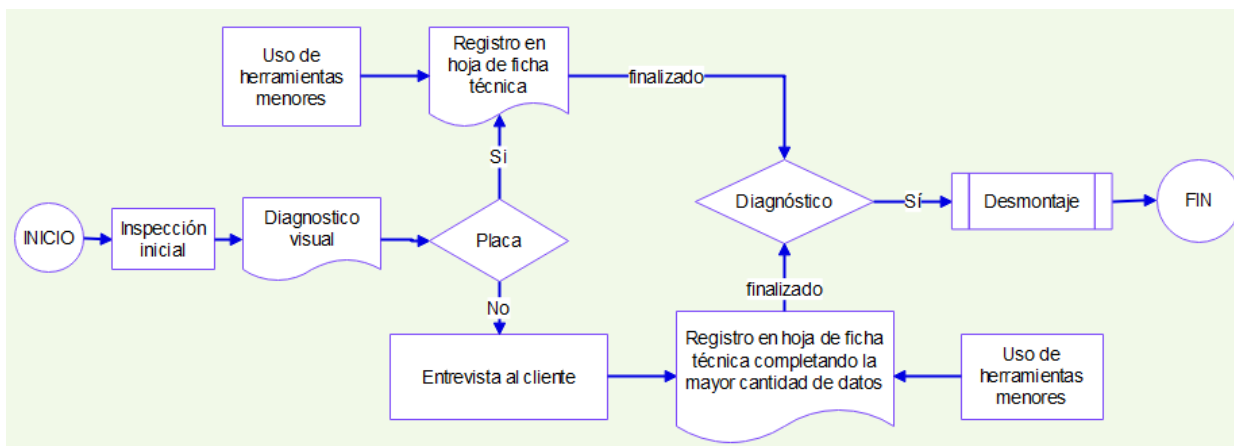 Uso de
herramientas
menores
Registro en
hoja de ficha
técnica
finalizado
Si
INICIO
Inspección
inicial
Diagnostico
visual
Placa
Diagnóstico
Sí
Desmontaje
FIN
No
finalizado
Entrevista al cliente
Registro en hoja de ficha
técnica completando la
mayor cantidad de datos
Uso de
herramientas
menores